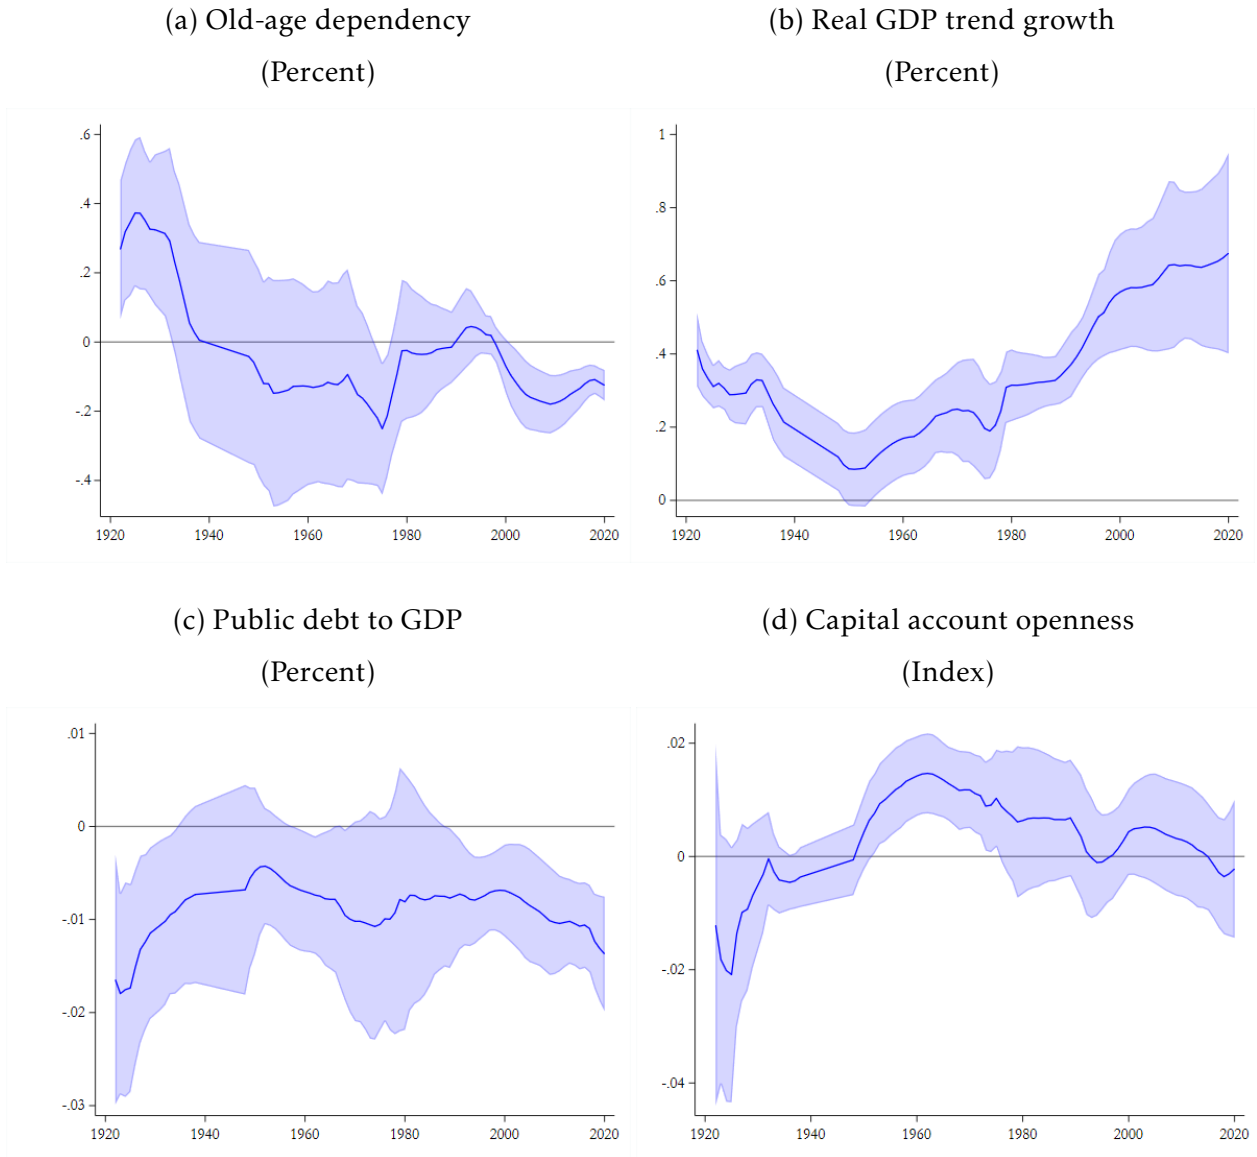 (a) Old-age dependency
(Percent)
.6
.4
.2
0
-.2
-.4
1920 1940 1960 1980 2000 2020
(b) Real GDP trend growth
(Percent)
1
.8
.6
.4
.2
0
1920 1940 1960 1980 2000 2020
(c) Public debt to GDP
(Percent)
.01
0
-.01
-.02
-.03
1920 1940 1960 1980 2000 2020
(d) Capital account openness
(Index)
.02
0
-.02
-.04
1920 1940 1960 1980 2000 2020